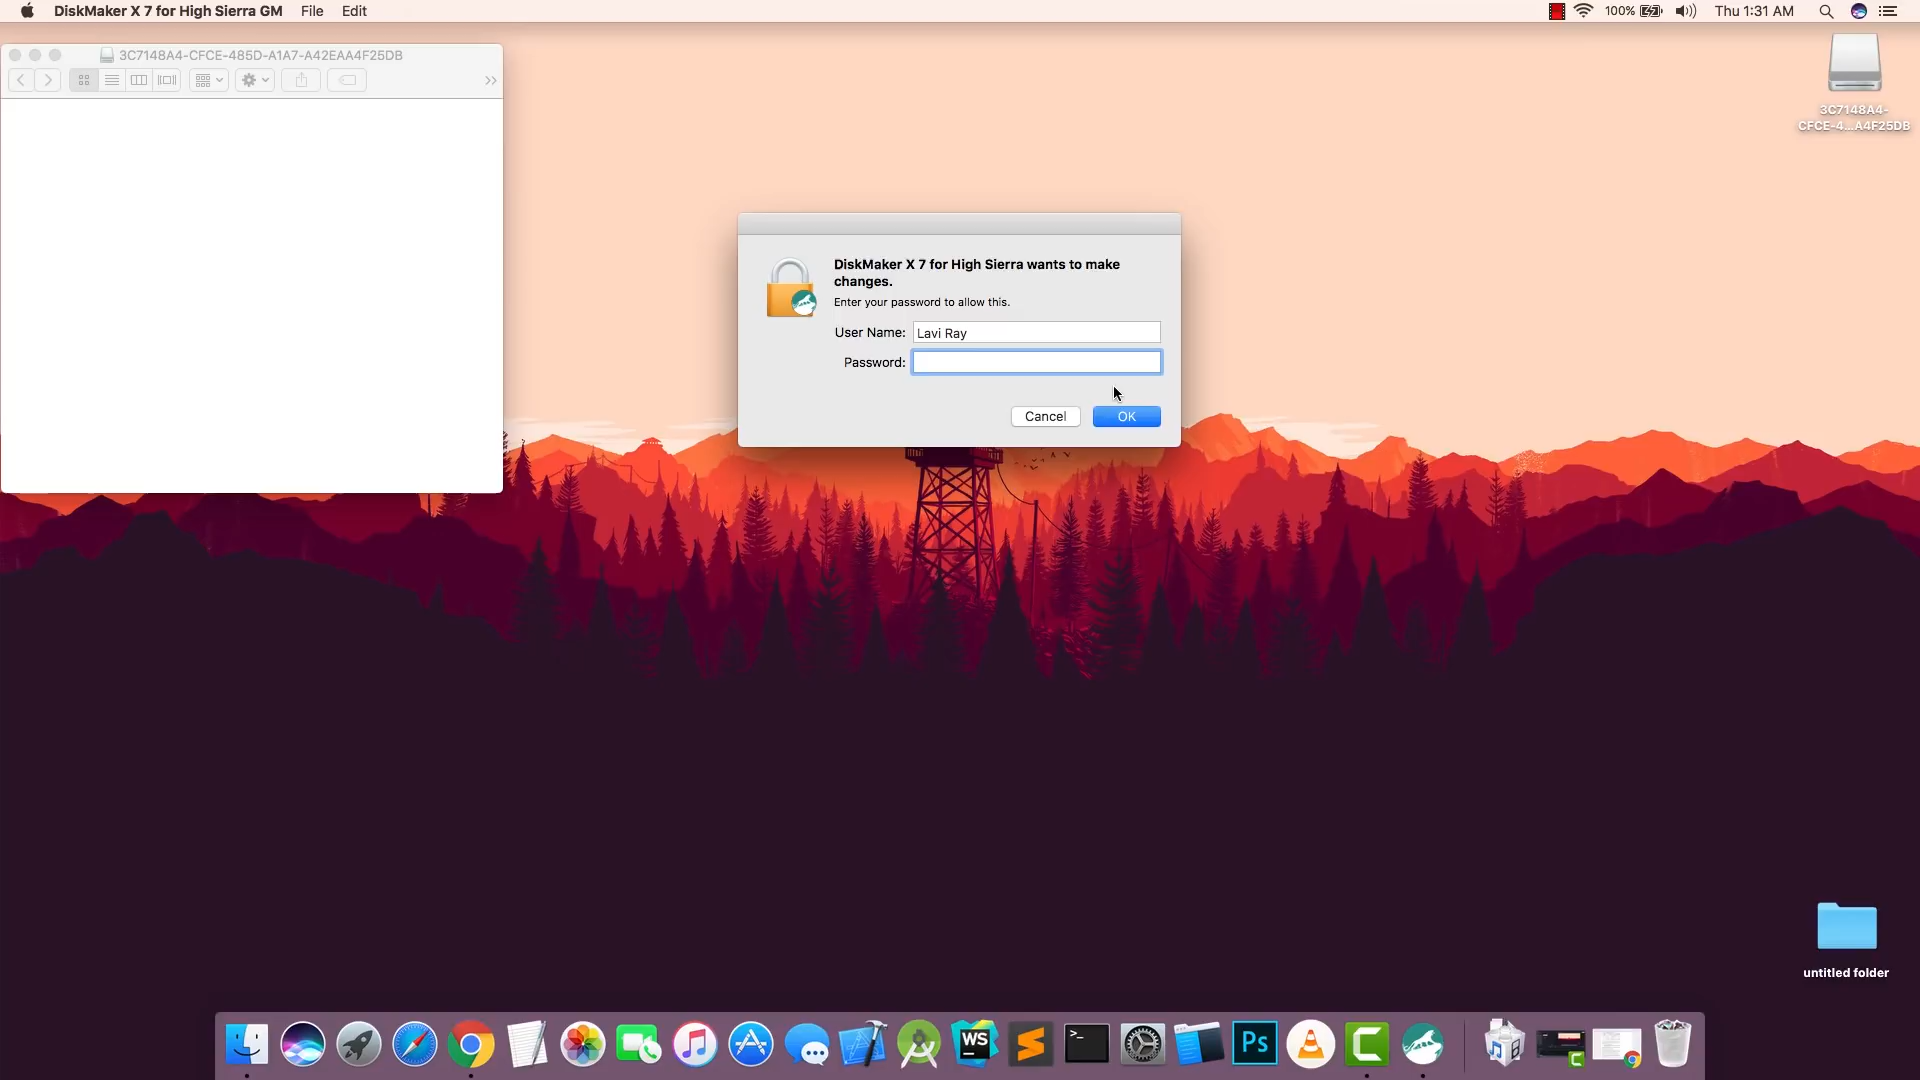 DiskMaker X 7 for High Sierra GM File Edit 100% Thu 1:31 AM
3C7148A4-CFCE-485D-A1A7-A42EAA4F25DB
3C7148A4-
CFCE-4...A4F25DB
DiskMaker X 7 for High Sierra wants to make
changes.
Enter your password to allow this.
User Name: Lavi Ray
Password:
Cancel OK
untitled folder
WS
>_
Ps